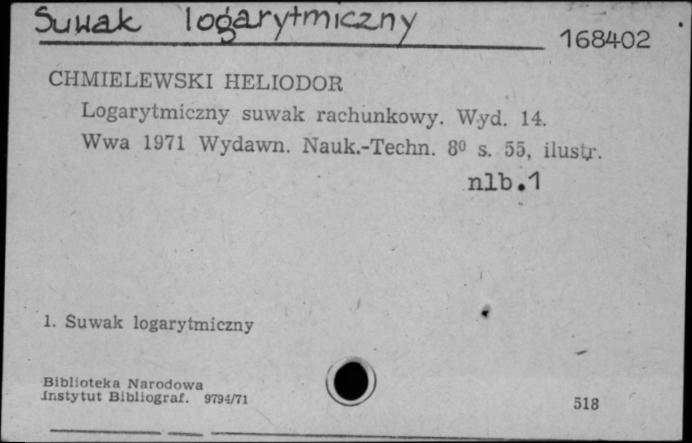 Suwak logarytmiczny
168402
CHMIELEWSKI HELIODOR
Logarytmiczny suwak rachunkowy. Wyd. 14.
Wwa 1971 Wydawn. Nauk.-Techn. 8⁰ s. 55, ilustr.
nlb.1
1. Suwak logarytmiczny
Biblioteka Narodowa
Instytut Bibliograf. 9794/71
518